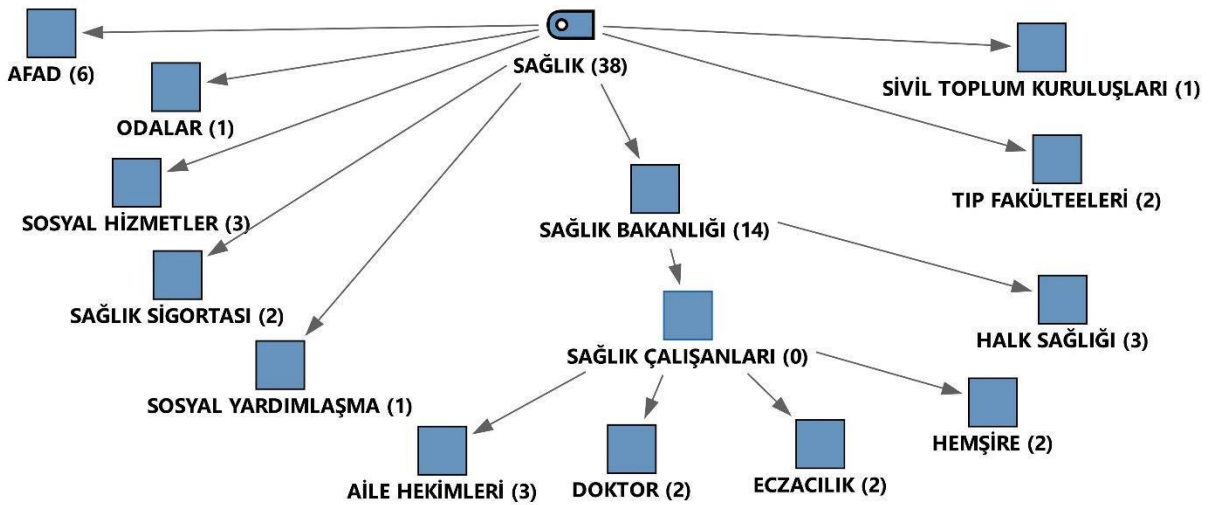 SAĞLIK (38)
AFAD (6)
SİVİL TOPLUM KURULUŞLARI (1)
ODALAR (1)
SOSYAL HİZMETLER (3)
TIP FAKÜLTEELERİ (2)
SAĞLIK BAKANLIĞI (14)
SAĞLIK SİGORTASI (2)
HALK SAĞLIĞI (3)
SAĞLIK ÇALIŞANLARI (0)
SOSYAL YARDIMLAŞMA (1)
HEMŞİRE (2)
AİLE HEKİMLERİ (3)
DOKTOR (2)
ECZACILIK (2)